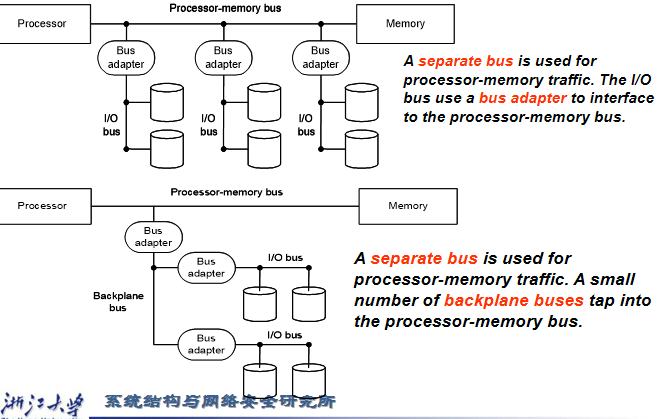 Processor-memory bus
Processor
Memory
Bus
adapter
Bus
adapter
Bus
adapter
I/O
bus
I/O
bus
I/O
bus
A separate bus is used for
processor-memory traffic. The I/O
bus use a bus adapter to interface
to the processor-memory bus.
Processor-memory bus
Processor
Memory
Bus
adapter
Bus
adapter
I/O bus
Backplane
bus
Bus
adapter
I/O bus
A separate bus is used for
processor-memory traffic. A small
number of backplane buses tap into
the processor-memory bus.
浙江大学
系统结构与网络安全研究所